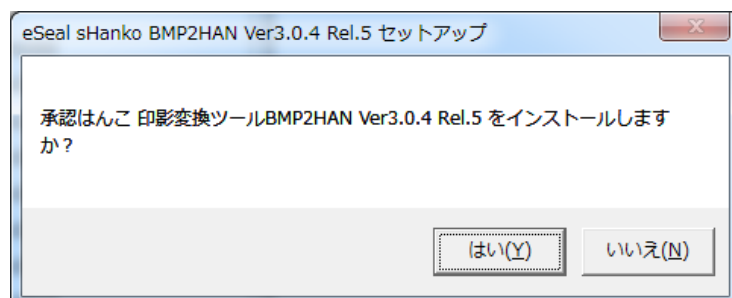 eSeal sHanko BMP2HAN Ver3.0.4 Rel.5 セットアップ
承認はんこ 印影変換ツールBMP2HAN Ver3.0.4 Rel.5 をインストールします
か？
はい(Y)
いいえ(N)